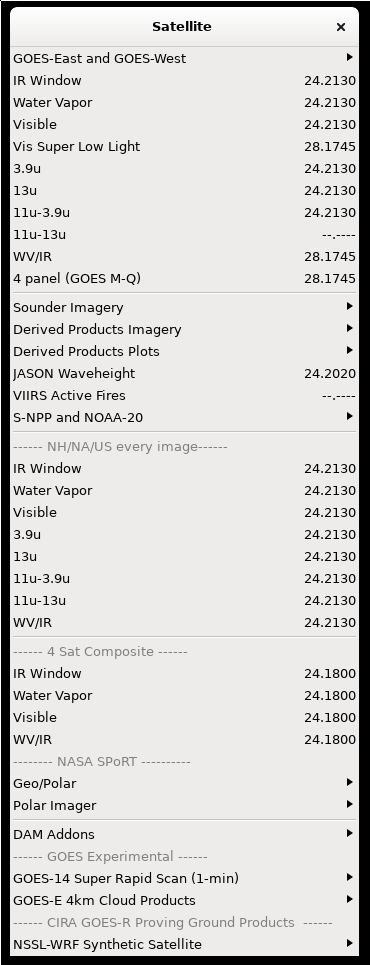 Satellite ×
GOES-East and GOES-West
IR Window 24.2130
Water Vapor 24.2130
Visible 24.2130
Vis Super Low Light 28.1745
3.9u 24.2130
13u 24.2130
11u-3.9u 24.2130
11u-13u --.----
WV/IR 28.1745
4 panel (GOES M-Q) 28.1745
Sounder Imagery
Derived Products Imagery
Derived Products Plots
JASON Waveheight 24.2020
VIIRS Active Fires --.----
S-NPP and NOAA-20
------ NH/NA/US every image------
IR Window 24.2130
Water Vapor 24.2130
Visible 24.2130
3.9u 24.2130
13u 24.2130
11u-3.9u 24.2130
11u-13u 24.2130
WV/IR 24.2130
------ 4 Sat Composite ------
IR Window 24.1800
Water Vapor 24.1800
Visible 24.1800
WV/IR 24.1800
-------- NASA SPoRT ----------
Geo/Polar
Polar Imager
DAM Addons
------ GOES Experimental ------
GOES-14 Super Rapid Scan (1-min)
GOES-E 4km Cloud Products
------ CIRA GOES-R Proving Ground Products  ------
NSSL-WRF Synthetic Satellite